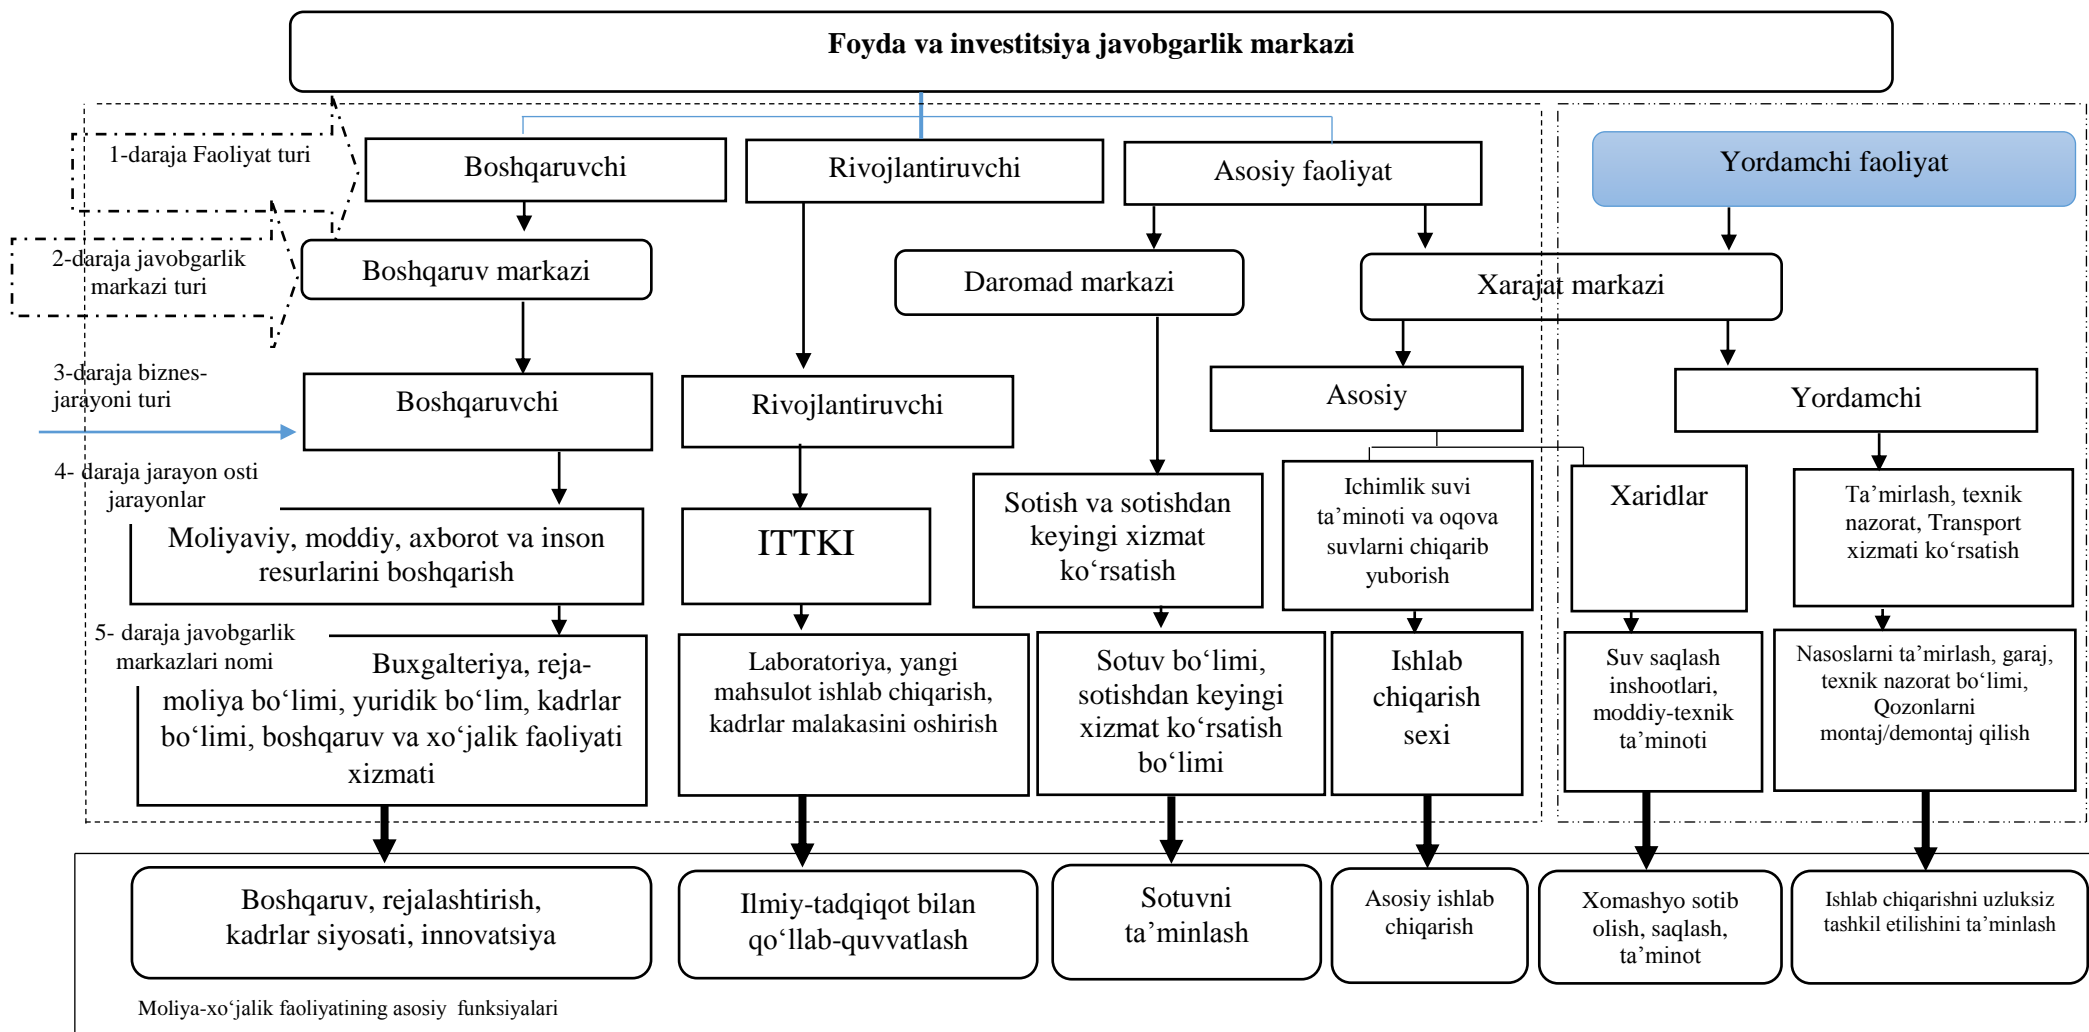 Foyda va investitsiya javobgarlik markazi
1-daraja Faoliyat turi
Boshqaruvchi
Rivojlantiruvchi
Asosiy faoliyat
Yordamchi faoliyat
2-daraja javobgarlik
markazi turi
Boshqaruv markazi
Daromad markazi
Xarajat markazi
3-daraja biznes-
jarayoni turi
Boshqaruvchi
Rivojlantiruvchi
Asosiy
Yordamchi
4- daraja jarayon osti
jarayonlar
Moliyaviy, moddiy, axborot va inson
resurlarini boshqarish
ITTKI
Sotish va sotishdan
keyingi xizmat
ko‘rsatish
Ichimlik suvi
ta’minoti va oqova
suvlarni chiqarib
yuborish
Xaridlar
Ta’mirlash, texnik
nazorat, Transport
xizmati ko‘rsatish
5- daraja javobgarlik
markazlari nomi
Buxgalteriya, reja-
moliya bo‘limi, yuridik bo‘lim, kadrlar
bo‘limi, boshqaruv va xo‘jalik faoliyati
xizmati
Laboratoriya, yangi
mahsulot ishlab chiqarish,
kadrlar malakasini oshirish
Sotuv bo‘limi,
sotishdan keyingi
xizmat ko‘rsatish
bo‘limi
Ishlab
chiqarish
sexi
Suv saqlash
inshootlari,
moddiy-texnik
ta’minoti
Nasoslarni ta’mirlash, garaj,
texnik nazorat bo‘limi,
Qozonlarni
montaj/demontaj qilish
Boshqaruv, rejalashtirish,
kadrlar siyosati, innovatsiya
Ilmiy-tadqiqot bilan
qo‘llab-quvvatlash
Sotuvni
ta’minlash
Asosiy ishlab
chiqarish
Xomashyo sotib
olish, saqlash,
ta’minot
Ishlab chiqarishni uzluksiz
tashkil etilishini ta’minlash
Moliya-xo‘jalik faoliyatining asosiy funksiyalari